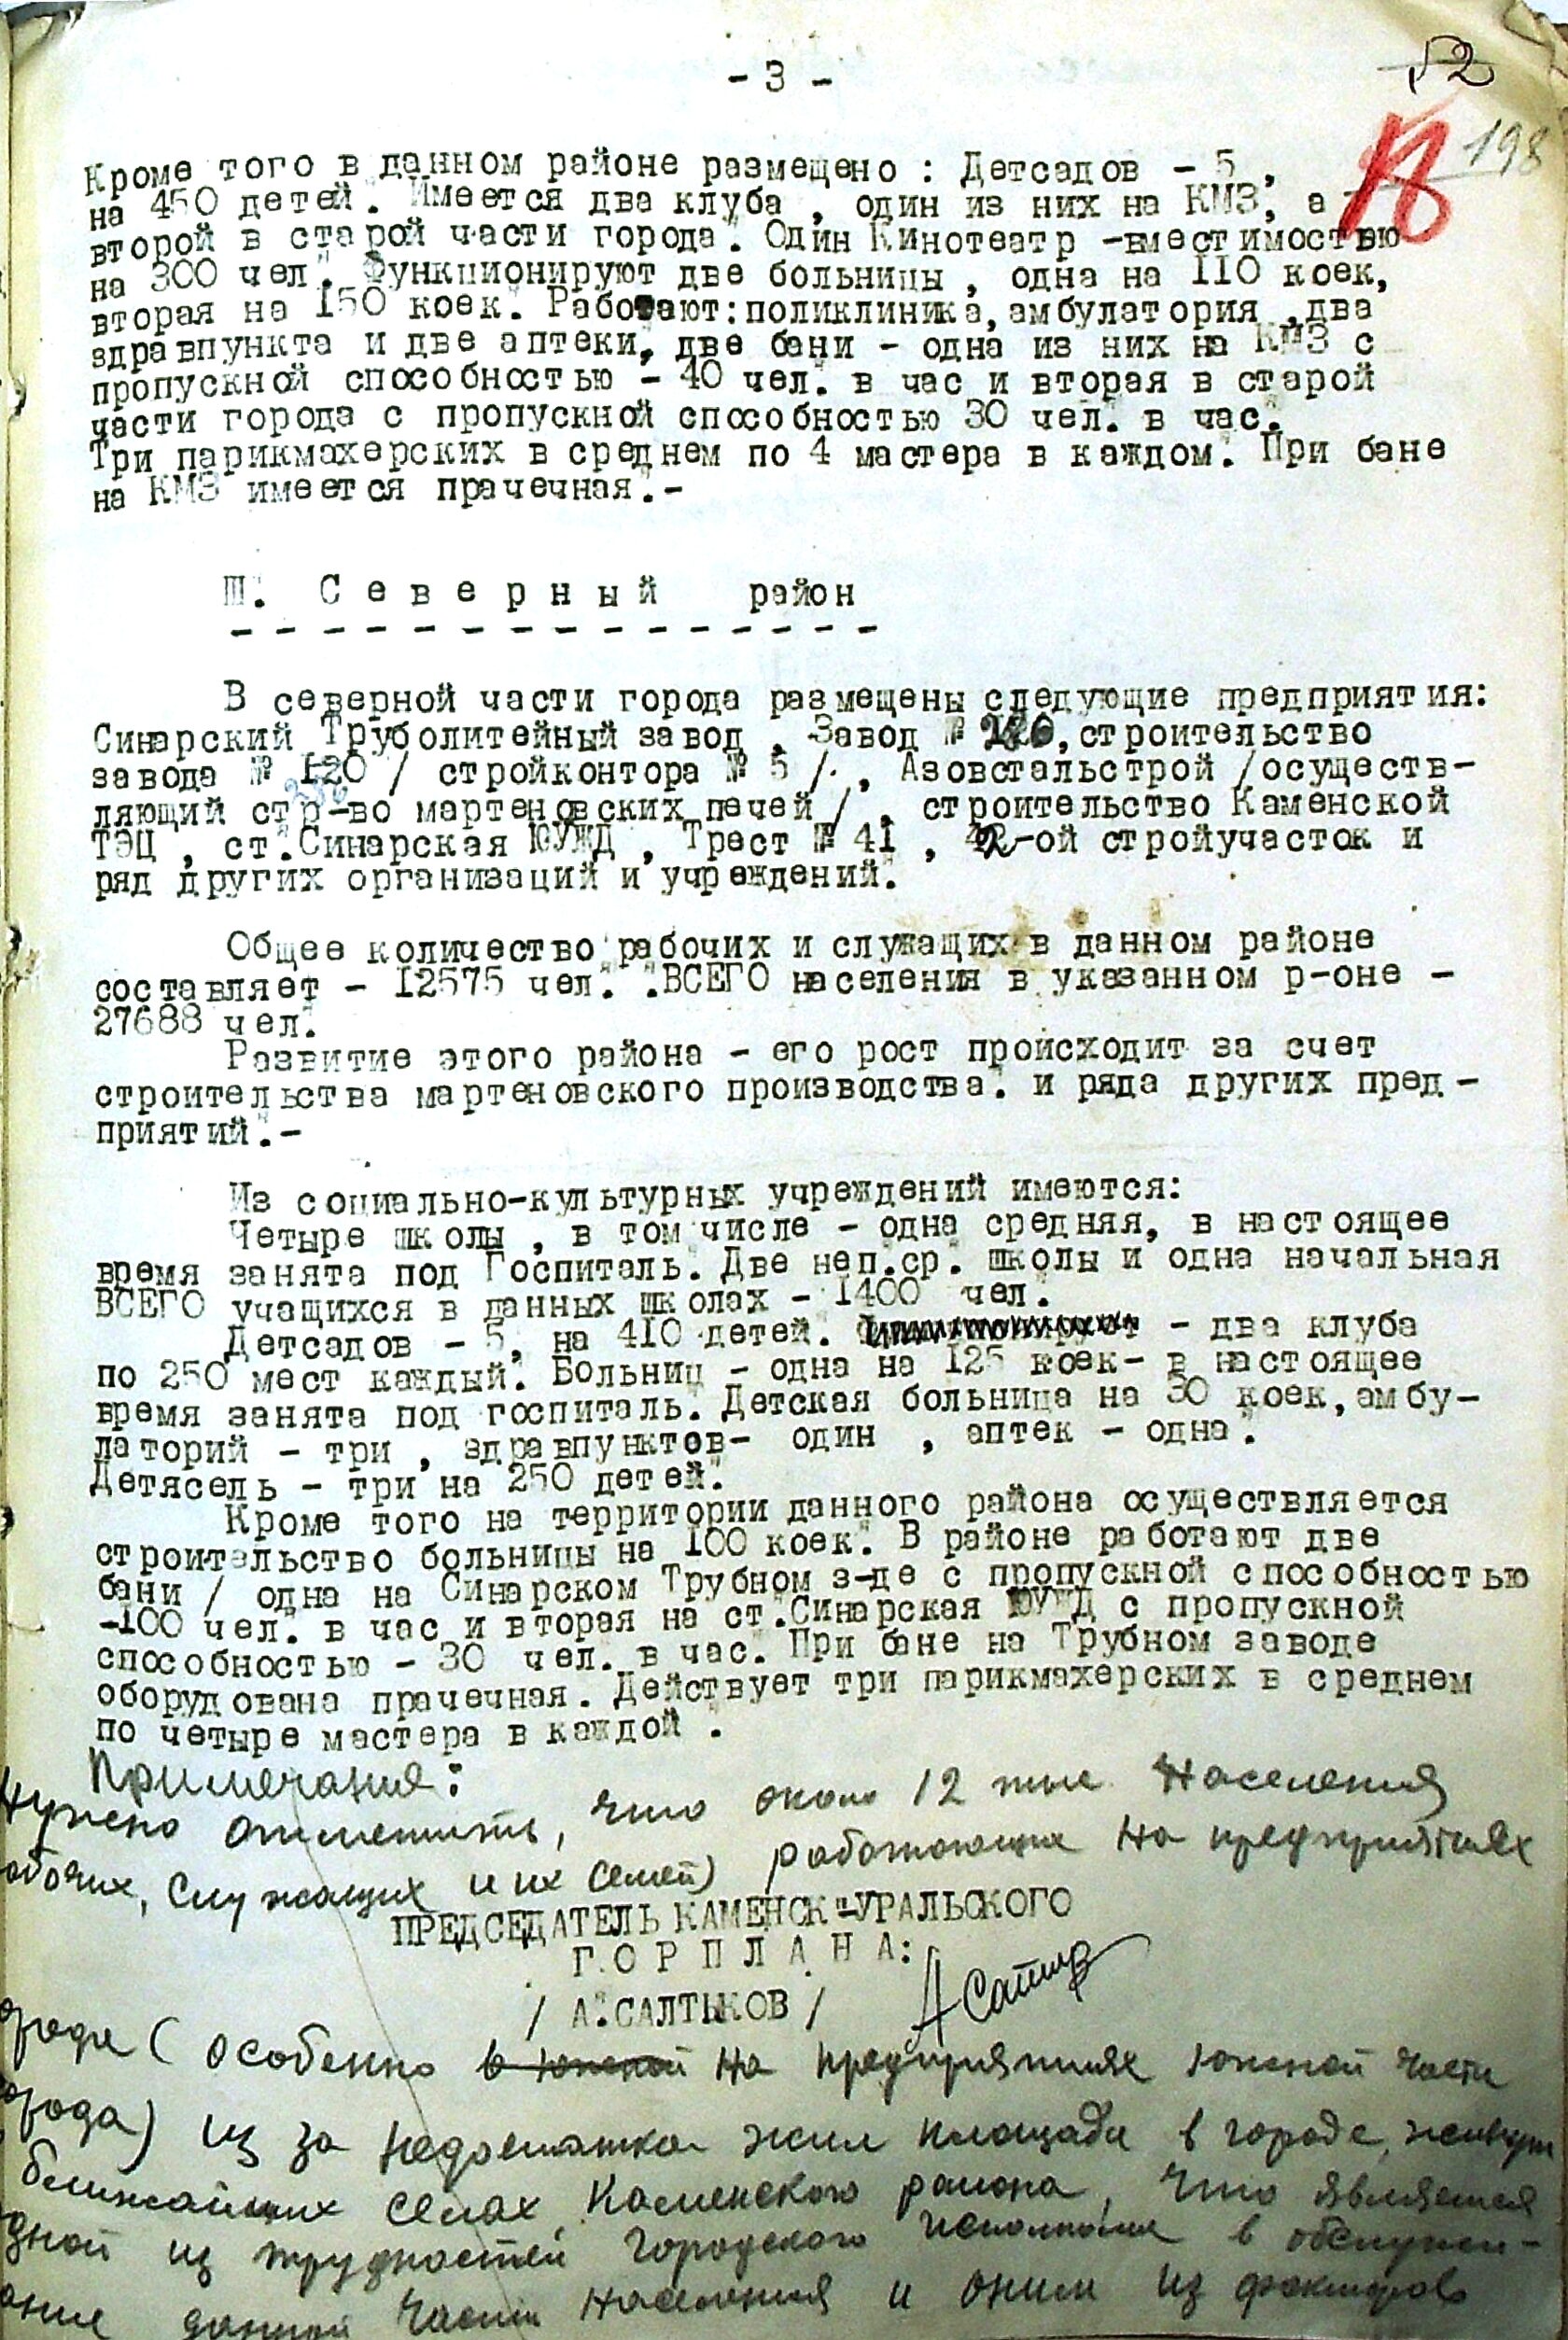 - 3 -
52
18
198
Кроме того в данном районе размещено : Детсадов - 5 ,
на 450 детей. Имеется два клуба , один из них на КМЗ, а
второй в старой части города. Один Кинотеатр -вместимостью
на 300 чел. Функционируют две больницы , одна на 110 коек,
вторая на 150 коек. Работают:поликлиника,амбулатория ,два
здравпункта и две аптеки, две бани - одна из них на КМЗ с
пропускной способностью - 40 чел. в час и вторая в старой
части города с пропускной способностью 30 чел. в час.
Три парикмахерских в среднем по 4 мастера в каждом. При бане
на КМЗ имеется прачечная.-
Ш. С е в е р н ы й район
- - - - - - - - - - - - - - -
В северной части города размещены следующие предприятия:
Синарский Труболитейный завод , Завод № ,строительство
завода № 120 / стройконтора № 5 /. , Азовстальстрой /осуществ-
ляющий стр-во мартеновских печей / , строительство Каменской
ТЭЦ , ст.Синарская ЮУЖД , Трест № 41 , 42-ой стройучасток и
ряд других организаций и учреждений.
Общее количество рабочих и служащих в данном районе
составляет - 12575 чел. .ВСЕГО населения в указанном р-оне -
27688 чел.
Развитие этого района - его рост происходит за счет
строительства мартеновского производства. и ряда других пред-
приятий.-
Из социально-культурных учреждений имеются:
Четыре школы , в том числе - одна средняя, в настоящее
время занята под Госпиталь. Две неп.ср. школы и одна начальная
ВСЕГО учащихся в данных школах - 1400 чел.
Детсадов - 5, на 410 детей. - два клуба
по 250 мест каждый. Больниц - одна на 125 коек- в настоящее
время занята под госпиталь. Детская больница на 30 коек,амбу-
латорий - три , здравпунктов- один , аптек - одна.
Детясель - три на 250 детей.
Кроме того на территории данного района осуществляется
строительство больницы на 100 коек. В районе работают две
бани / одна на Синарском Трубном з-де с пропускной способностью
-100 чел. в час и вторая на ст.Синарская ЮУЖД с пропускной
способностью - 30 чел. в час. При бане на Трубном заводе
оборудована прачечная. Действует три парикмахерских в среднем
по четыре мастера в каждой .
Примечание:
Нужно отметить, что около 12 тыс. населения
рабочих, служащих и их семей) работающие на предприятиях
ПРЕДСЕДАТЕЛЬ КАМЕНСК-УРАЛЬСКОГО
Г О Р П Л А Н А:
/ А.САЛТЫКОВ /
города ( особенно в южной на предприятиях южной части
города) из за недостатка жил площади в городе, живут
ближайших селах Каменского района, что является
одной из трудностей городского исполкома в обслужи-
вание данной части населения и одним из факторов